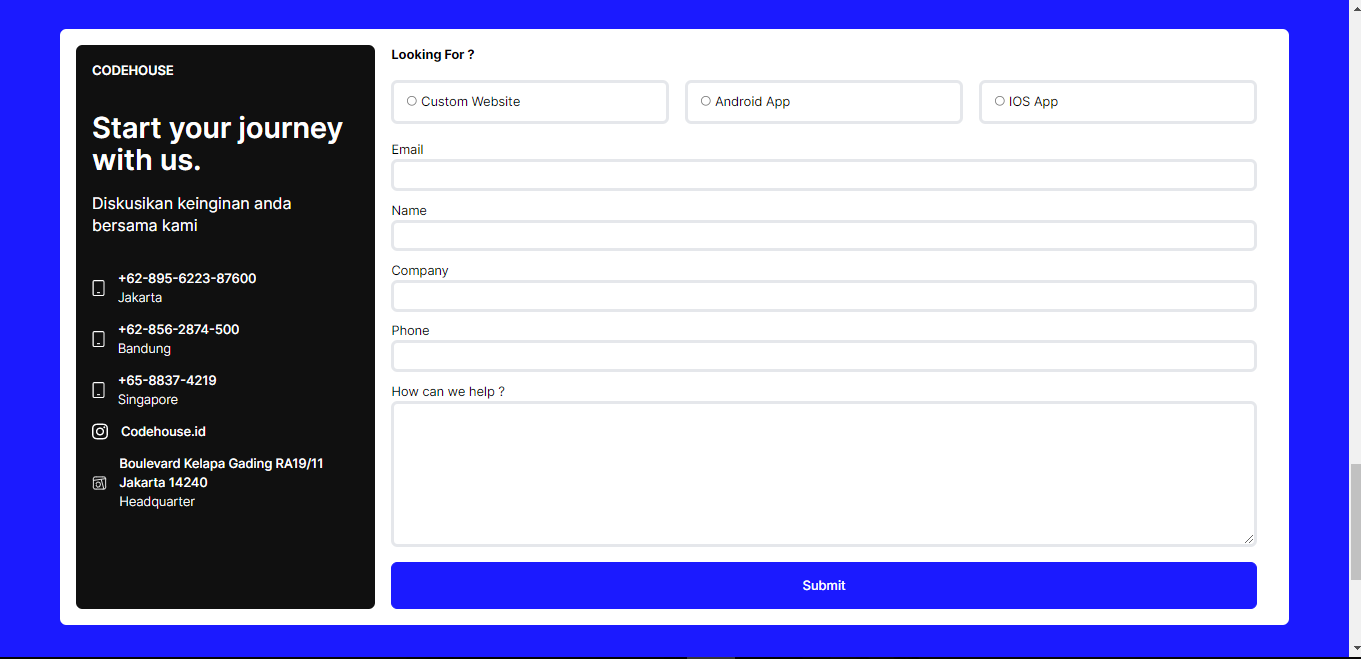 CODEHOUSE
Start your journey
with us.
Diskusikan keinginan anda
bersama kami
+62-895-6223-87600
Jakarta
+62-856-2874-500
Bandung
+65-8837-4219
Singapore
Codehouse.id
Boulevard Kelapa Gading RA19/11
Jakarta 14240
Headquarter
Looking For ?
Custom Website
Android App
IOS App
Email
Name
Company
Phone
How can we help ?
Submit